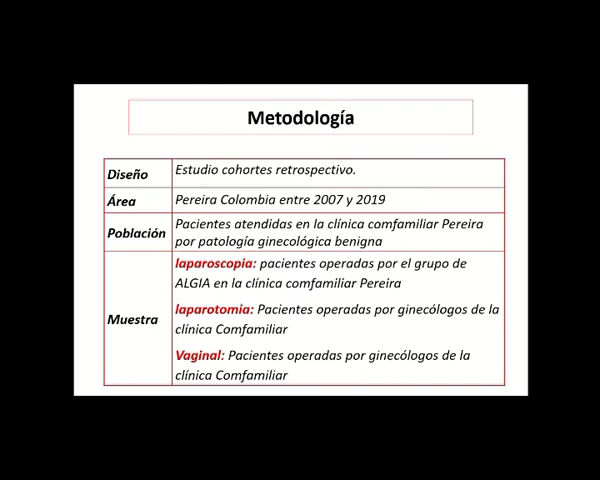 Metodología
Diseño
Estudio cohortes retrospectivo.
Área
Pereira Colombia entre 2007 y 2019
Población
Pacientes atendidas en la clínica comfamiliar Pereira
por patología ginecológica benigna
Muestra
laparoscopia: pacientes operadas por el grupo de
ALGIA en la clínica comfamiliar Pereira
laparotomia: Pacientes operadas por ginecólogos de la
clínica Comfamiliar
Vaginal: Pacientes operadas por ginecólogos de la
clínica Comfamiliar